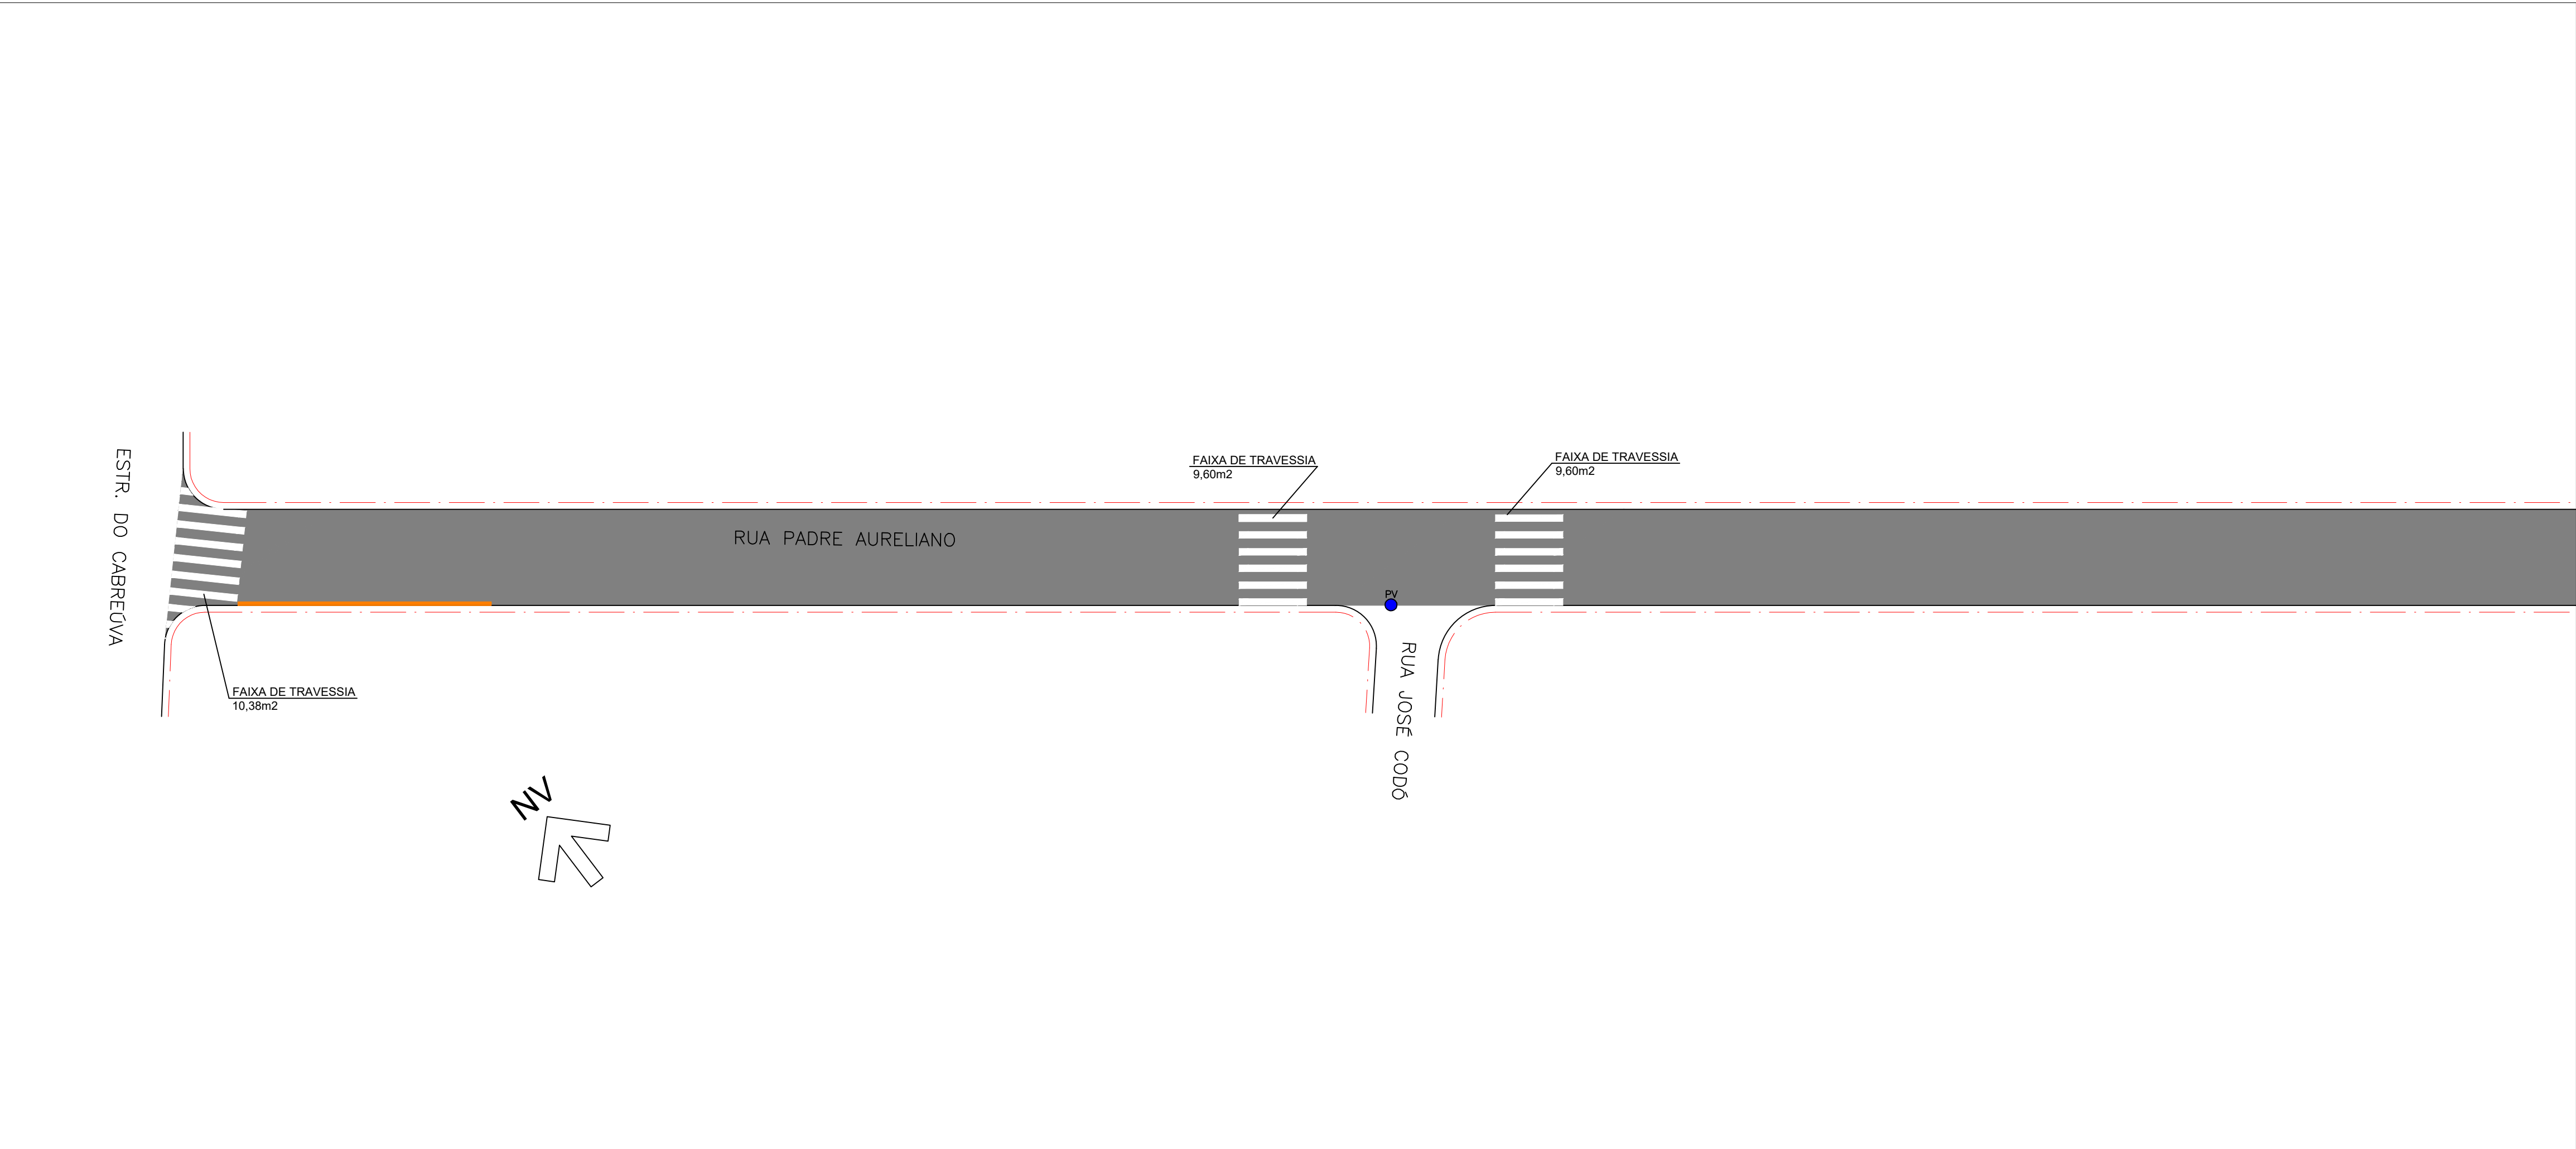 ESTR. DO CABREÚVA
FAIXA DE TRAVESSIA
9,60m2
FAIXA DE TRAVESSIA
9,60m2
RUA PADRE AURELIANO
PV
RUA JOSÉ CODÓ
FAIXA DE TRAVESSIA
10,38m2
NV